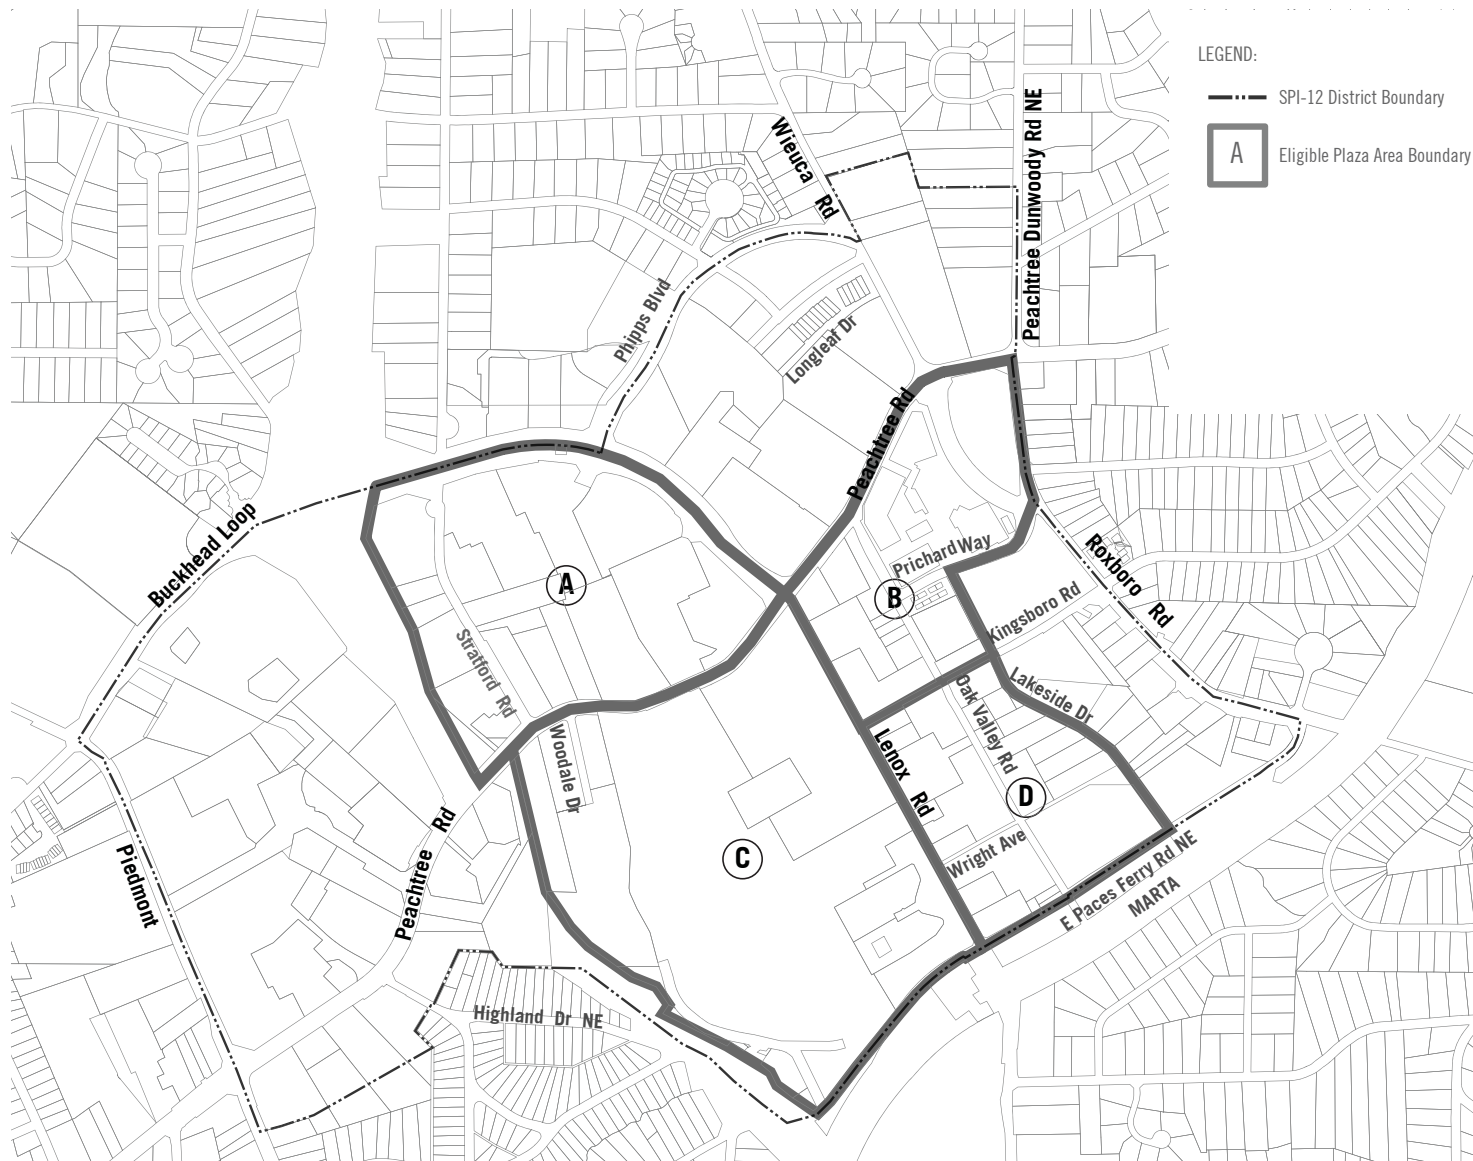 LEGEND:
SPI-12 District Boundary
A
Eligible Plaza Area Boundary
Wieuca
Rd
Peachtree Dunwoody Rd NE
Phipps Blvd
Longleaf Dr
Peachtree Rd
Buckhead Loop
Prichard Way
Roxboro
Rd
A
B
Kingsboro Rd
Stratford Rd
Lakeside Dr
Oak Valley Rd
Woodale Dr
Lenox Rd
D
Peachtree Rd
C
Wright Ave
Piedmont
E Paces Ferry Rd NE
MARTA
Highland Dr NE